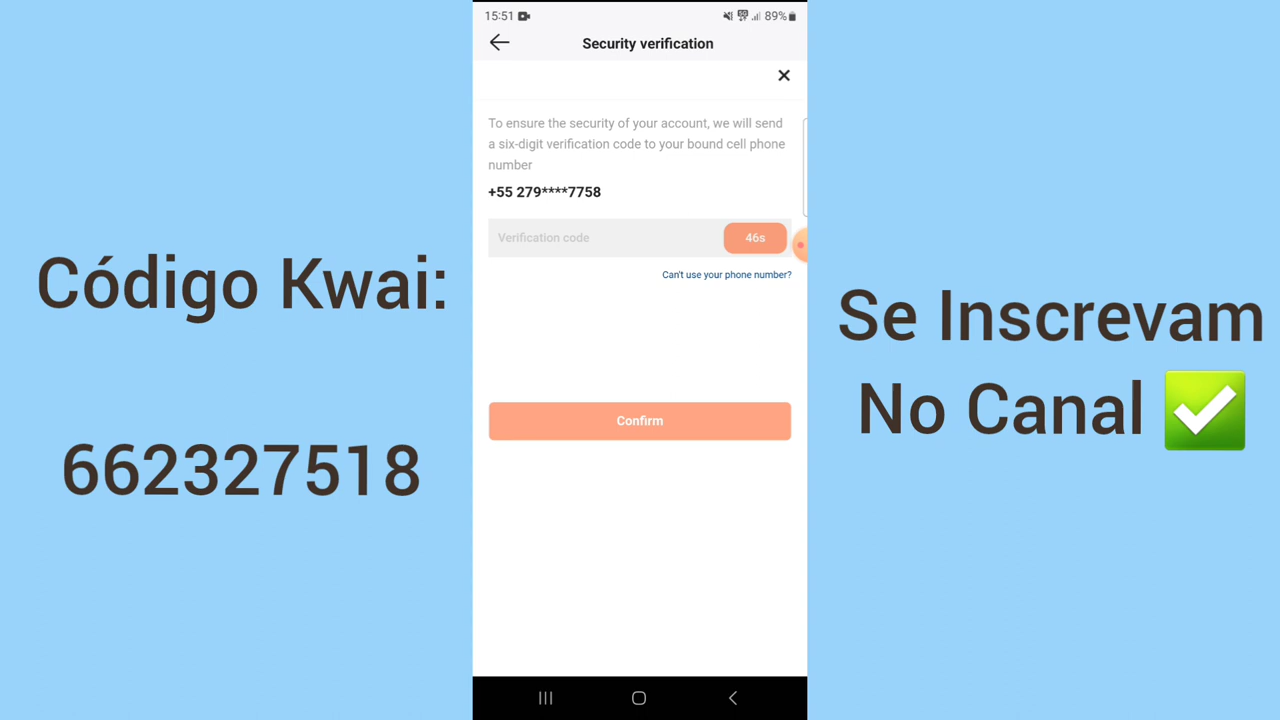 15:51
89%
Security verification
To ensure the security of your account, we will send
a six-digit verification code to your bound cell phone
number
+55 279****7758
Verification code
46s
Can't use your phone number?
Confirm
Código Kwai:
662327518
Se Inscrevam
No Canal ✅